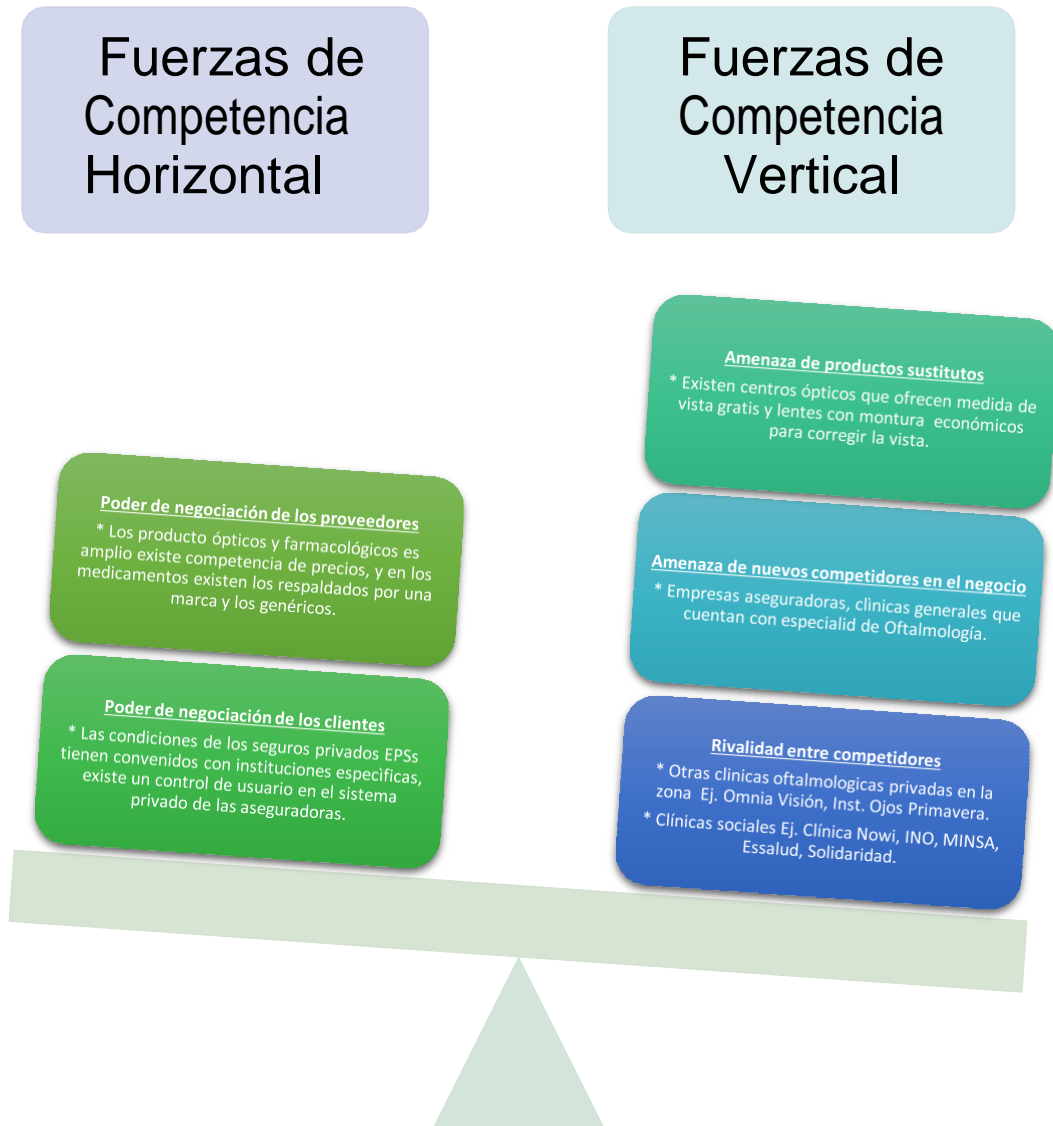 Fuerzas de
Competencia
Horizontal
Fuerzas de
Competencia
Vertical
Amenaza de productos sustitutos
* Existen centros ópticos que ofrecen medida de
vista gratis y lentes con montura económicos
para corregir la vista.
Poder de negociación de los proveedores
* Los producto ópticos y farmacológicos es
amplio existe competencia de precios, y en los
medicamentos existen los respaldados por una
marca y los genéricos.
Amenaza de nuevos competidores en el negocio
* Empresas aseguradoras, clìnicas generales que
cuentan con especialid de Oftalmología.
Poder de negociación de los clientes
* Las condiciones de los seguros privados EPSs
tienen convenidos con instituciones especìficas,
existe un control de usuario en el sistema
privado de las aseguradoras.
Rivalidad entre competidores
* Otras clinicas oftalmologicas privadas en la
zona Ej. Omnia Visión, Inst. Ojos Primavera.
* Clínicas sociales Ej. Clínica Nowi, INO, MINSA,
Essalud, Solidaridad.